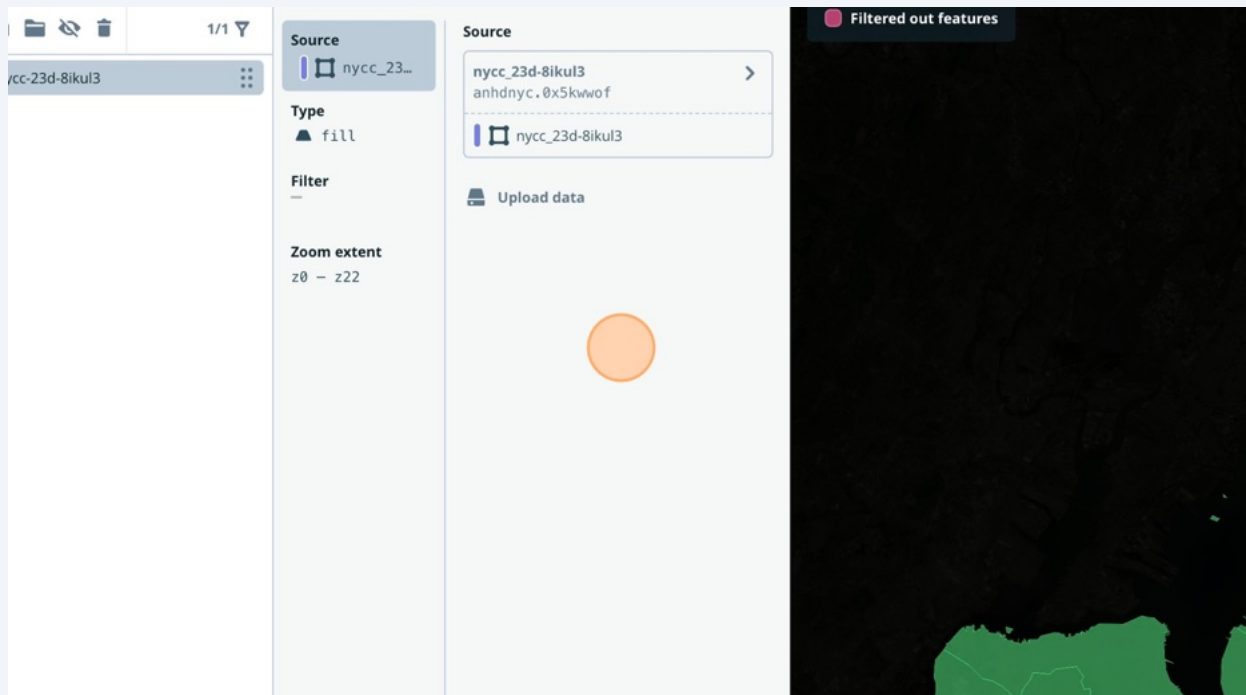 1/1
ycc-23d-8ikul3
Source
nycc_23…
Type
fill
Filter
—
Zoom extent
z0 — z22
Source
nycc_23d-8ikul3
anhdnyc.0x5kwwof
nycc_23d-8ikul3
Upload data
Filtered out features